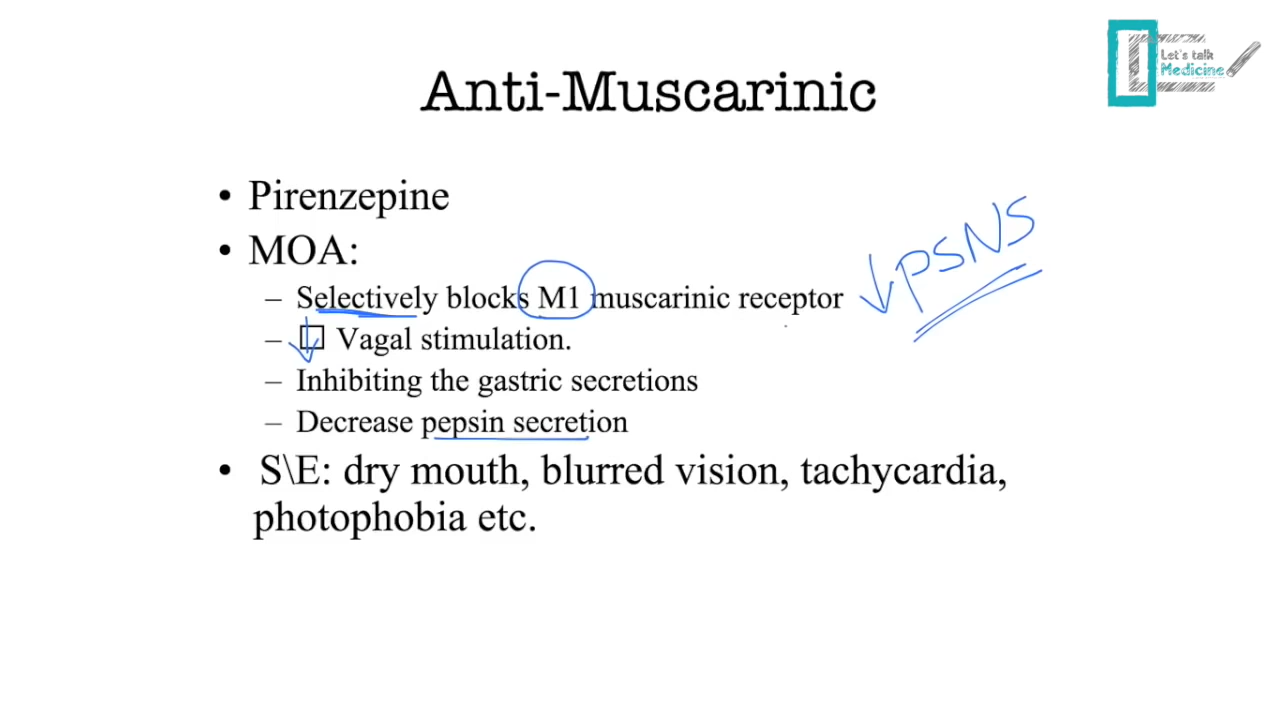 Let's talk
Medicine
Anti-Muscarinic
• Pirenzepine
• MOA:
– Selectively blocks M1 muscarinic receptor
↓ PSNS
– ☐ Vagal stimulation.
↓
– Inhibiting the gastric secretions
– Decrease pepsin secretion
• S\E: dry mouth, blurred vision, tachycardia,
photophobia etc.